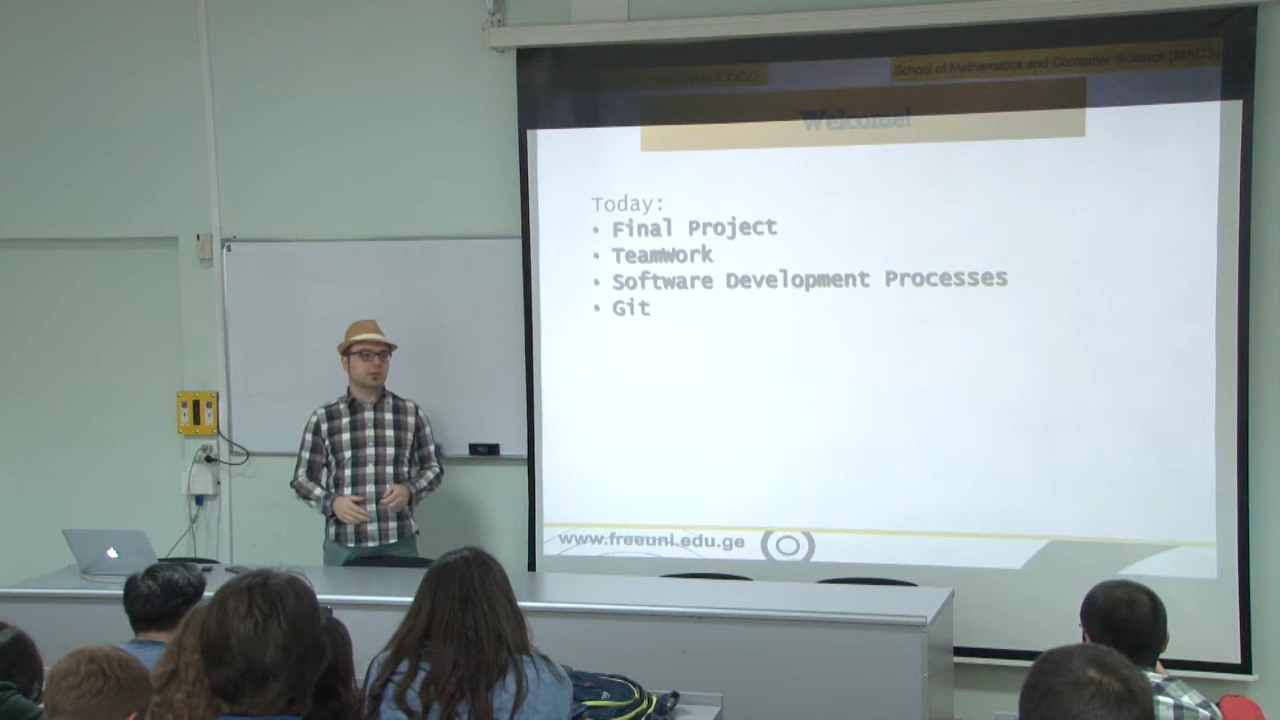 School of Mathematics and Computer Science (MACS)
Welcome!
Today:
• Final Project
• TeamWork
• Software Development Processes
• Git
www.freeuni.edu.ge